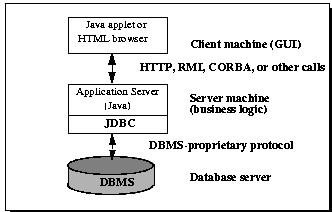 Java applet or
HTML browser
Client machine (GUI)
HTTP, RMI, CORBA, or other calls
Application Server
(Java)
JDBC
Server machine
(business logic)
DBMS-proprietary protocol
DBMS
Database server